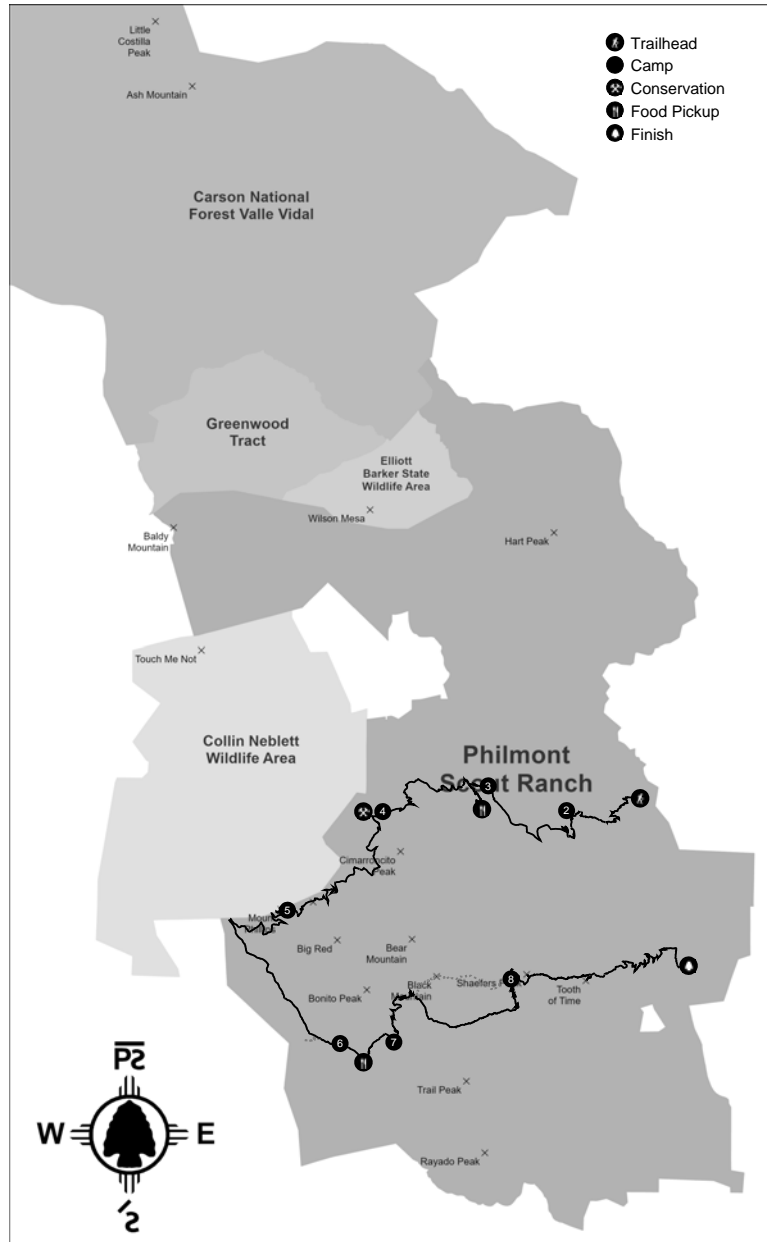 Little
Costilla
Peak
Ash Mountain
Trailhead
Camp
Conservation
Food Pickup
Finish
Carson National
Forest Valle Vidal
Greenwood
Tract
Elliott
Barker State
Wildlife Area
Wilson Mesa
Baldy
Mountain
Hart Peak
Touch Me Not
Collin Neblett
Wildlife Area
Philmont
Scout Ranch
3
2
4
Cimarroncito
Peak
5
Big Red
Bear
Mountain
Black
Mountain
8
Tooth
of Time
Bonito Peak
6
7
Trail Peak
Rayado Peak
W
E